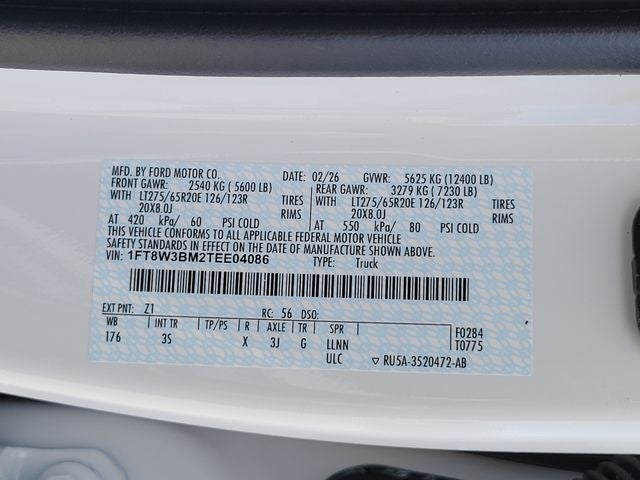 MFD. BY FORD MOTOR CO. 02/26 GVWR: 5625 KG (12400 LB)
FRONT GAWR: 2540 KG ( 5600 LB) REAR GAWR: 3279 KG ( 7230 LB)
WITH LT275/65R20E 126/123R TIRES WITH LT275/65R20E 126/123R TIRES
20X8.0J RIMS 20X8.0J RIMS
AT 420 kPa/ 60 PSI COLD AT 550 kPa/ 80 PSI COLD
THIS VEHICLE CONFORMS TO ALL APPLICABLE FEDERAL MOTOR VEHICLE
SAFETY STANDARDS IN EFFECT ON THE DATE OF MANUFACTURE SHOWN ABOVE.
VIN: 1FT8W3BM2TEE04086 TYPE: Truck
EXT PNT: Z1 RC: 56 DSO:
WB INT TR TP/PS R AXLE TR SPR F0284
176 3S X 3J G LLNN T0775
ULC RU5A-3520472-AB